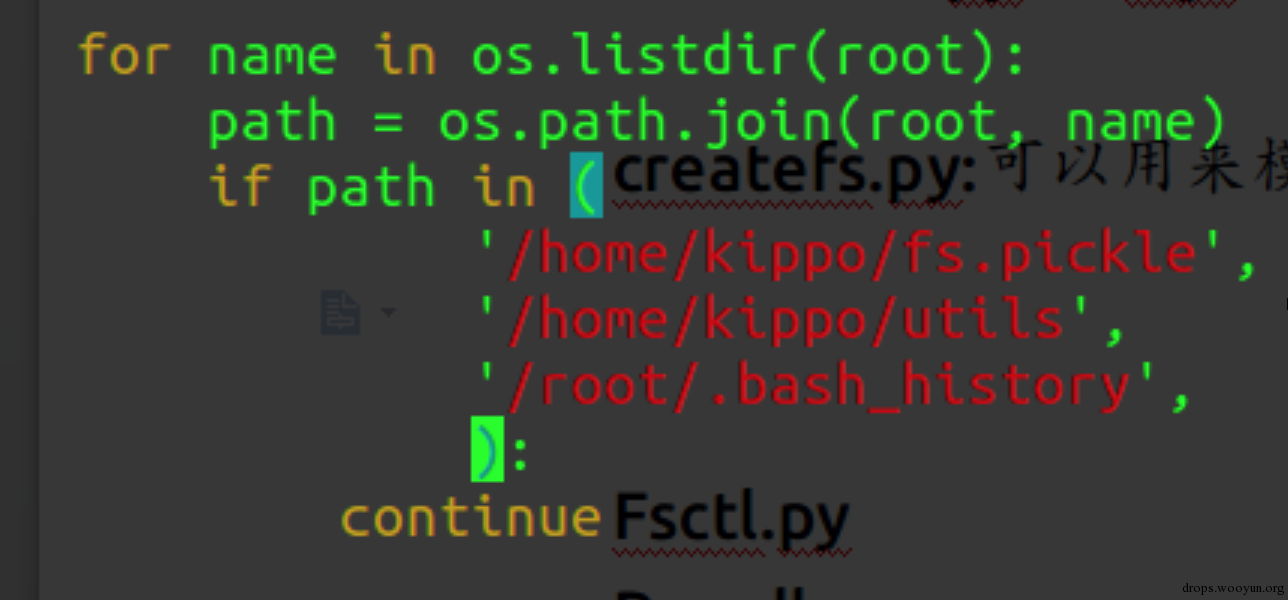 for name in os.listdir(root):
path = os.path.join(root, name)
if path in (
createfs.py:可以用来模
'/home/kippo/fs.pickle',
'/home/kippo/utils',
'/root/.bash_history',
):
continue
Fsctl.py
drops.wooyun.org